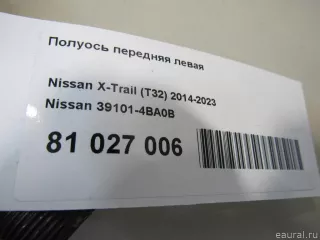 Полуось передняя левая
Nissan X-Trail (T32) 2014-2023
Nissan 39101-4BA0B
81 027 006
eaural.ru